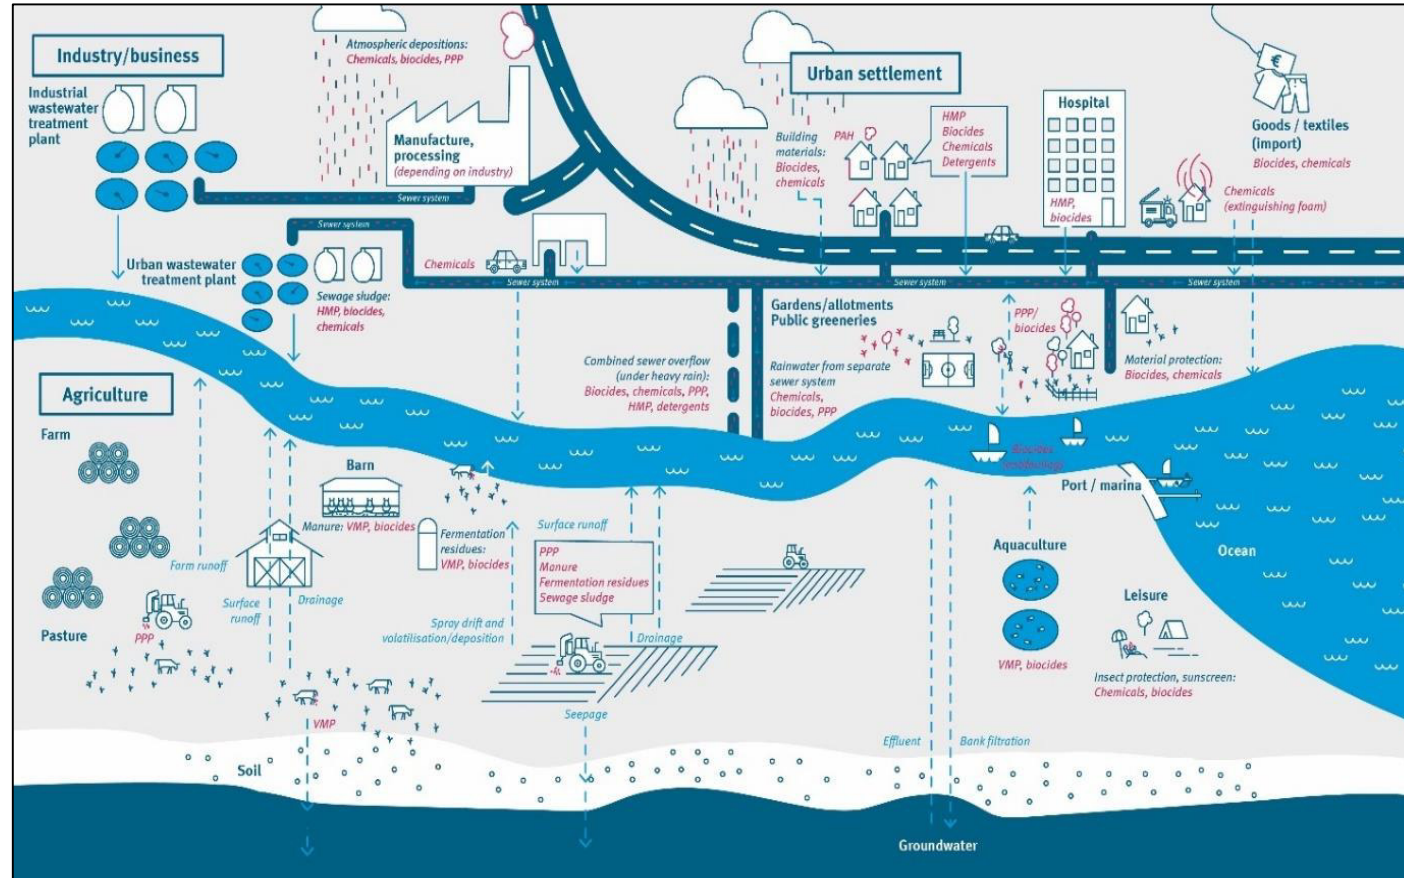 Industry/business
Industrial
wastewater
treatment
plant
Atmospheric depositions:
Chemicals, biocides, PPP
Manufacture,
processing
(depending on industry)
Sewer system
Sewer system
Urban wastewater
treatment plant
Sewage sludge:
HMP, biocides,
chemicals
Chemicals
Sewer system
Urban settlement
Building
materials:
Biocides,
chemicals
PAH
HMP
Biocides
Chemicals
Detergents
Hospital
HMP,
biocides
Goods / textiles
(import)
Biocides, chemicals
Chemicals
(extinguishing foam)
Sewer system
Sewer system
Combined sewer overflow
(under heavy rain):
Biocides, chemicals, PPP,
HMP, detergents
Gardens/allotments
Public greeneries
Rainwater from separate
sewer system
Chemicals,
biocides, PPP
PPP/
biocides
Material protection:
Biocides, chemicals
Agriculture
Farm
Barn
Manure: VMP, biocides
Fermentation
residues:
VMP, biocides
Farm runoff
Surface
runoff
Drainage
Pasture
PPP
VMP
Spray drift and
volatilisation/deposition
Surface runoff
PPP
Manure
Fermentation residues
Sewage sludge
Drainage
Seepage
Biocides
Port / marina
Ocean
Aquaculture
VMP, biocides
Leisure
Insect protection, sunscreen:
Chemicals, biocides
Effluent
Bank filtration
Soil
Groundwater